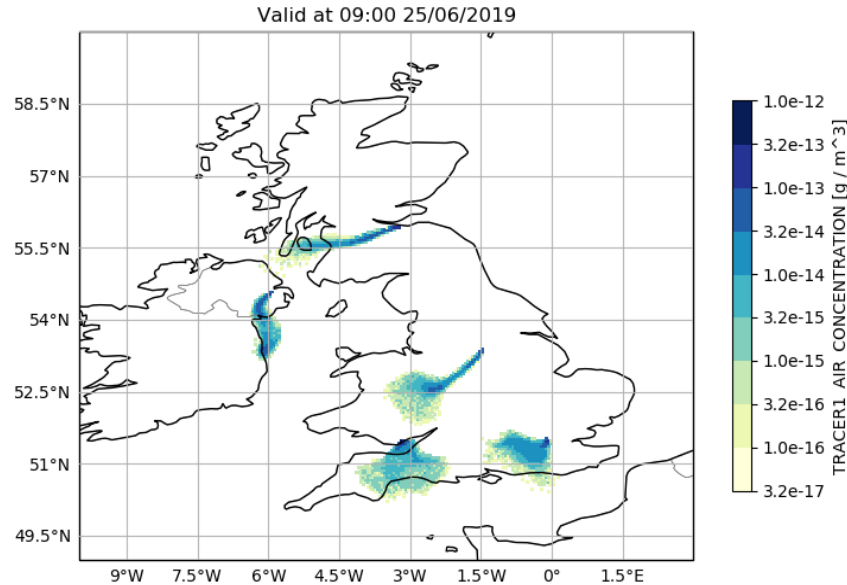 Valid at 09:00 25/06/2019
58.5°N
57°N
55.5°N
54°N
52.5°N
51°N
49.5°N
9°W 7.5°W 6°W 4.5°W 3°W 1.5°W 0° 1.5°E
1.0e-12
3.2e-13
1.0e-13
3.2e-14
1.0e-14
3.2e-15
1.0e-15
3.2e-16
1.0e-16
3.2e-17
TRACER1 AIR CONCENTRATION [g / m^3]